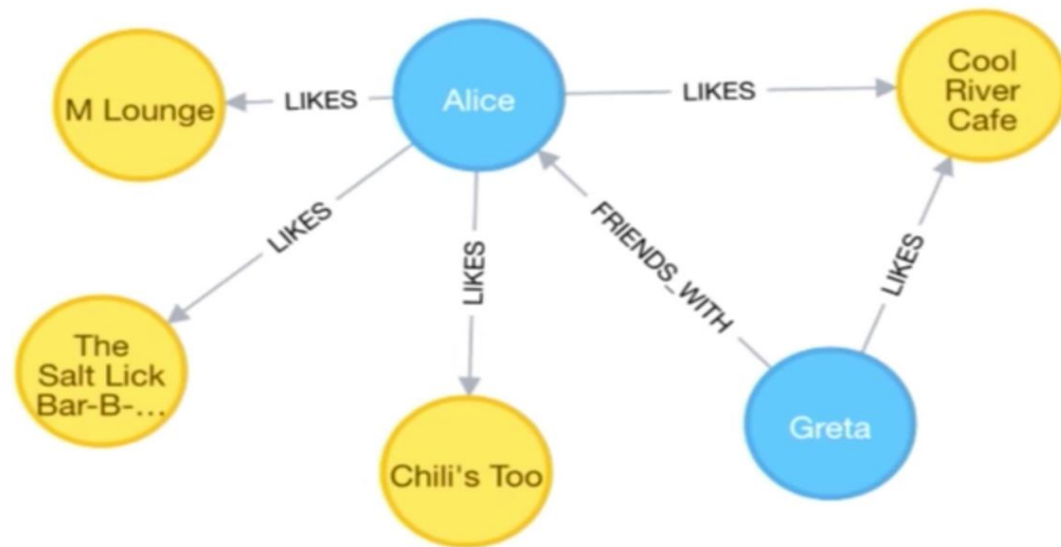 M Lounge
LIKES
Alice
LIKES
Cool
River
Cafe
LIKES
LIKES
FRIENDS_WITH
LIKES
The
Salt Lick
Bar-B-...
Chili's Too
Greta